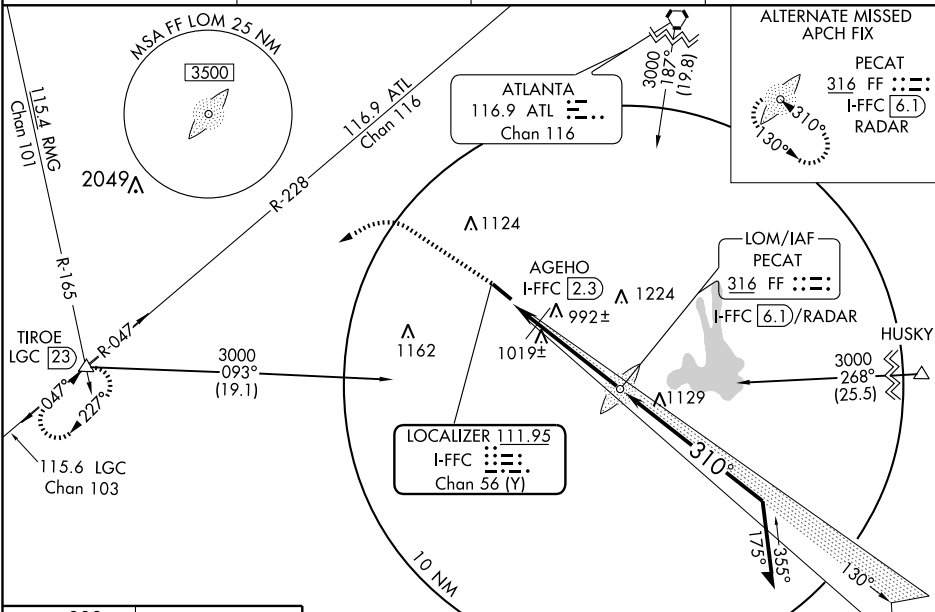 MSA FF LOM 25 NM
3500
115.4 RMG
Chan 101
R-165
2049
116.9 ATL
Chan 116
R-228
R-047
ATLANTA
116.9 ATL
Chan 116
3000
187°
(19.8)
ALTERNATE MISSED
APCH FIX
PECAT
316 FF
I-FFC 6.1
RADAR
310°
130°
1124
AGEHO
I-FFC 2.3
992±
1019±
1224
1162
LOM/IAF
PECAT
316 FF
I-FFC 6.1/RADAR
HUSKY
3000
268°
(25.5)
1129
TIROE
LGC 23
3000
093°
(19.1)
047°
227°
115.6 LGC
Chan 103
LOCALIZER 111.95
I-FFC
Chan 56 (Y)
310°
175°
355°
130°
10 NM